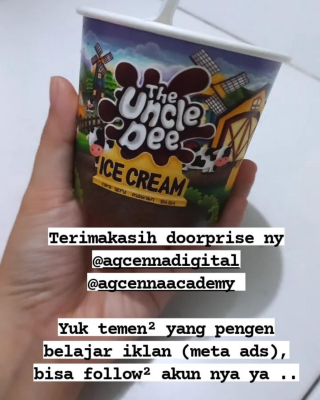 The
Uncle
Dee
ICE CREAM
Terimakasih doorprise ny
@agcennadigital
@agcennaacademy
Yuk temen² yang pengen
belajar iklan (meta ads),
bisa follow² akun nya ya ..